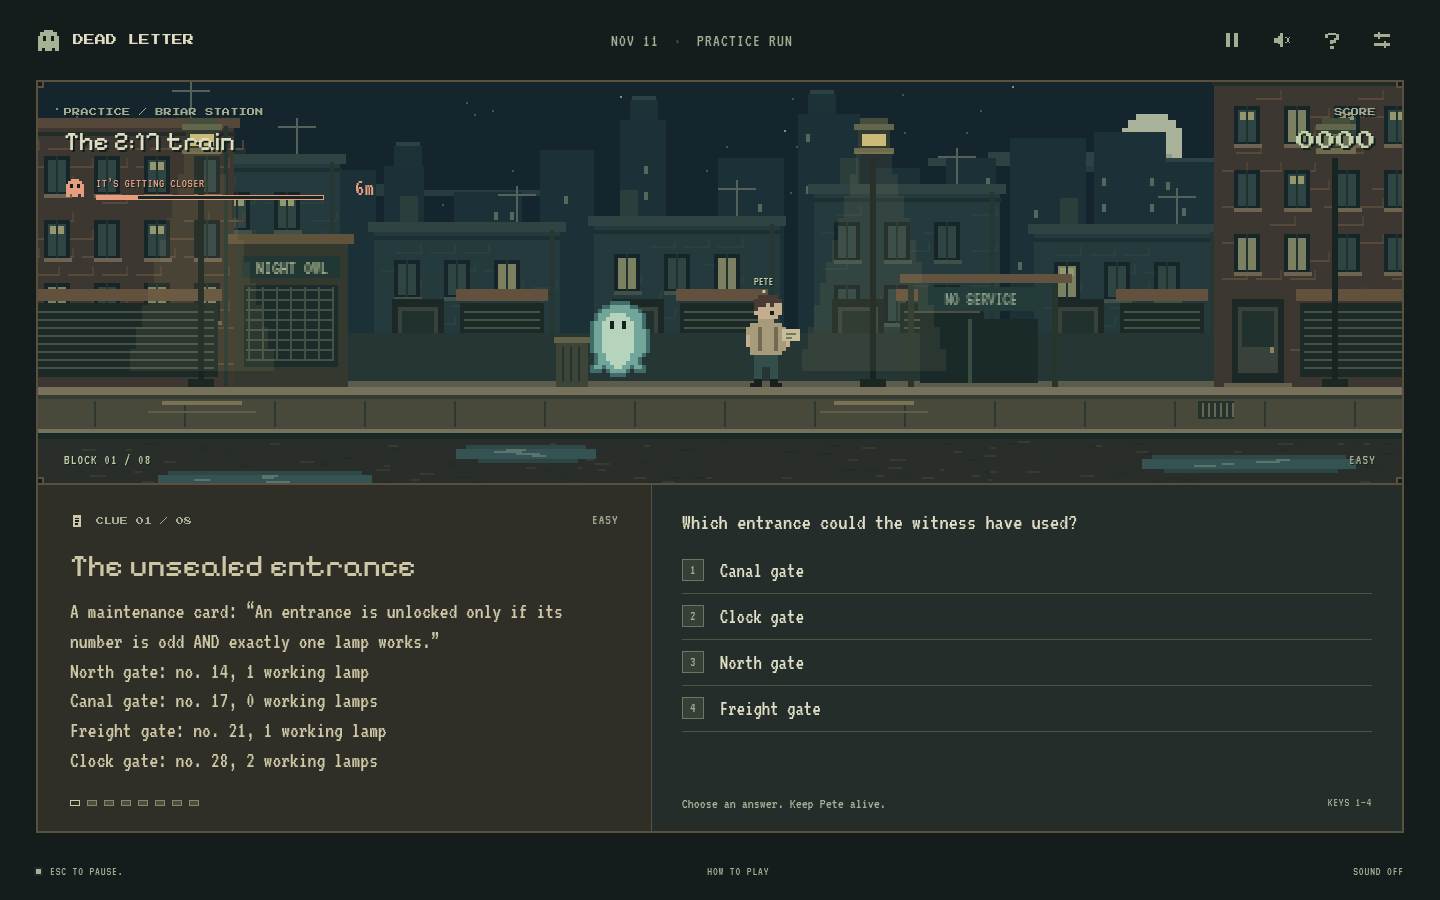 DEAD LETTER
NOV 11 · PRACTICE RUN
PRACTICE / BRIAR STATION
The 2:17 train
IT'S GETTING CLOSER
6m
SCORE
0000
NIGHT OWL
PETE
NO SERVICE
BLOCK 01 / 08
EASY
CLUE 01 / 08
EASY
The unsealed entrance
A maintenance card: “An entrance is unlocked only if its
number is odd AND exactly one lamp works.”
North gate: no. 14, 1 working lamp
Canal gate: no. 17, 0 working lamps
Freight gate: no. 21, 1 working lamp
Clock gate: no. 28, 2 working lamps
Which entrance could the witness have used?
1 Canal gate
2 Clock gate
3 North gate
4 Freight gate
Choose an answer. Keep Pete alive.
KEYS 1–4
ESC TO PAUSE.
HOW TO PLAY
SOUND OFF